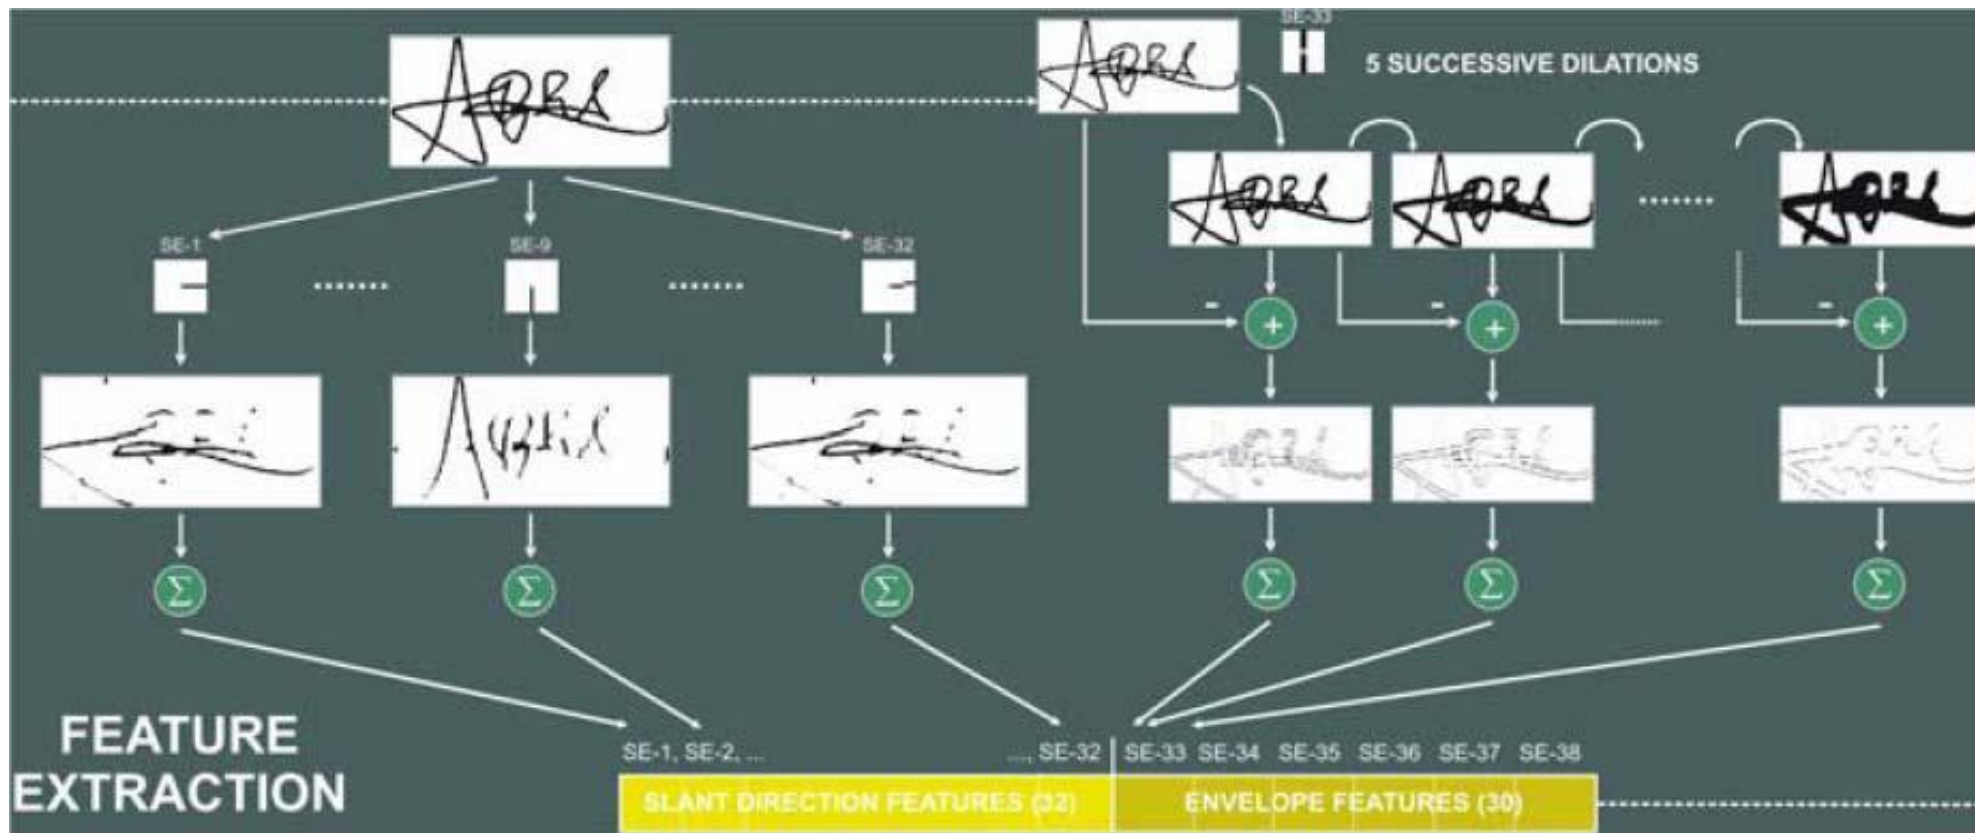 SE-33
5 SUCCESSIVE DILATIONS
SE-1
SE-9
SE-32
-
-
-
+
+
+
Σ
Σ
Σ
Σ
Σ
Σ
FEATURE
EXTRACTION
SE-1, SE-2, ...
..., SE-32
SE-33 SE-34 SE-35 SE-36 SE-37 SE-38
SLANT DIRECTION FEATURES (32)
ENVELOPE FEATURES (30)